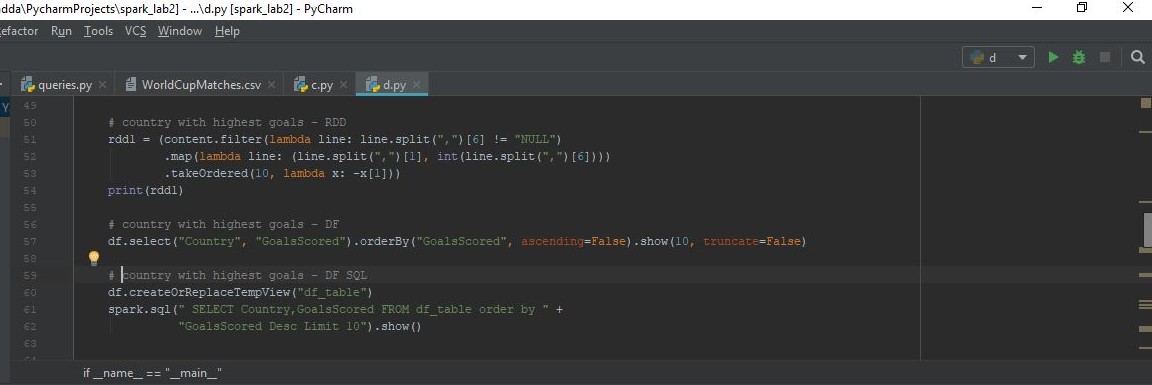 adda\PycharmProjects\spark_lab2] - ...\d.py [spark_lab2] - PyCharm
efactor Run Tools VCS Window Help
d
queries.py WorldCupMatches.csv c.py d.py
49
50 # country with highest goals - RDD
51 rddl = (content.filter(lambda line: line.split(",")[6] != "NULL")
52 .map(lambda line: (line.split(",")[1], int(line.split(",")[6])))
53 .takeOrdered(10, lambda x: -x[1]))
54 print(rddl)
55
56 # country with highest goals - DF
57 df.select("Country", "GoalsScored").orderBy("GoalsScored", ascending=False).show(10, truncate=False)
58
59 # country with highest goals - DF SQL
60 df.createOrReplaceTempView("df_table")
61 spark.sql(" SELECT Country,GoalsScored FROM df_table order by " +
62 "GoalsScored Desc Limit 10").show()
63
if __name__ == "__main__"